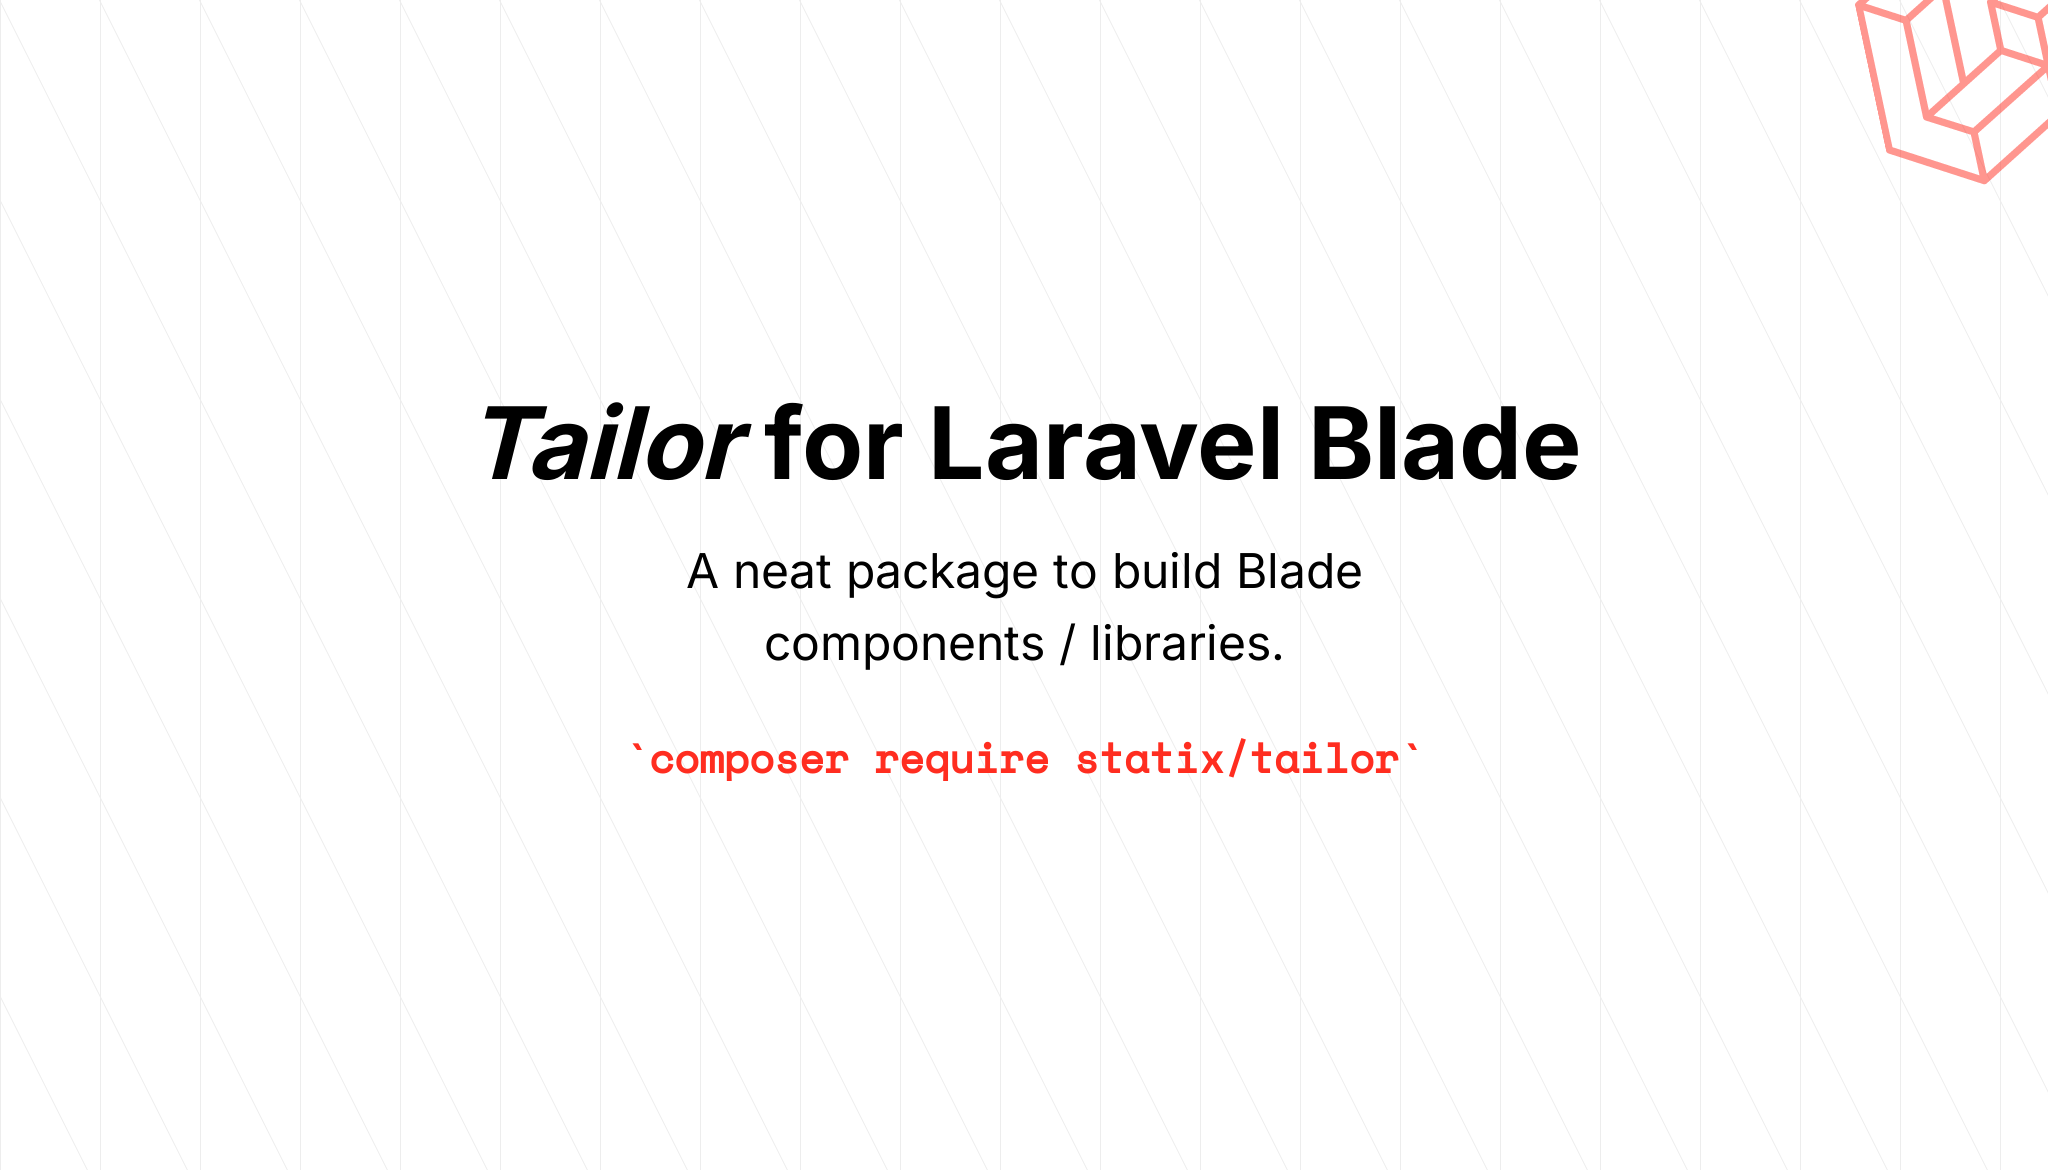 Tailor for Laravel Blade
A neat package to build Blade
components / libraries.
`composer require statix/tailor`